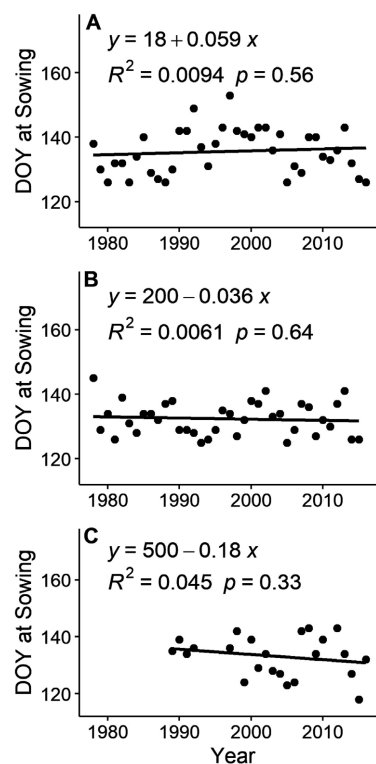 A
y = 18 + 0.059 x
R² = 0.0094 p = 0.56
160
140
120
DOY at Sowing
1980 1990 2000 2010
B
y = 200 − 0.036 x
R² = 0.0061 p = 0.64
160
140
120
DOY at Sowing
1980 1990 2000 2010
C
y = 500 − 0.18 x
R² = 0.045 p = 0.33
160
140
120
DOY at Sowing
1980 1990 2000 2010
Year